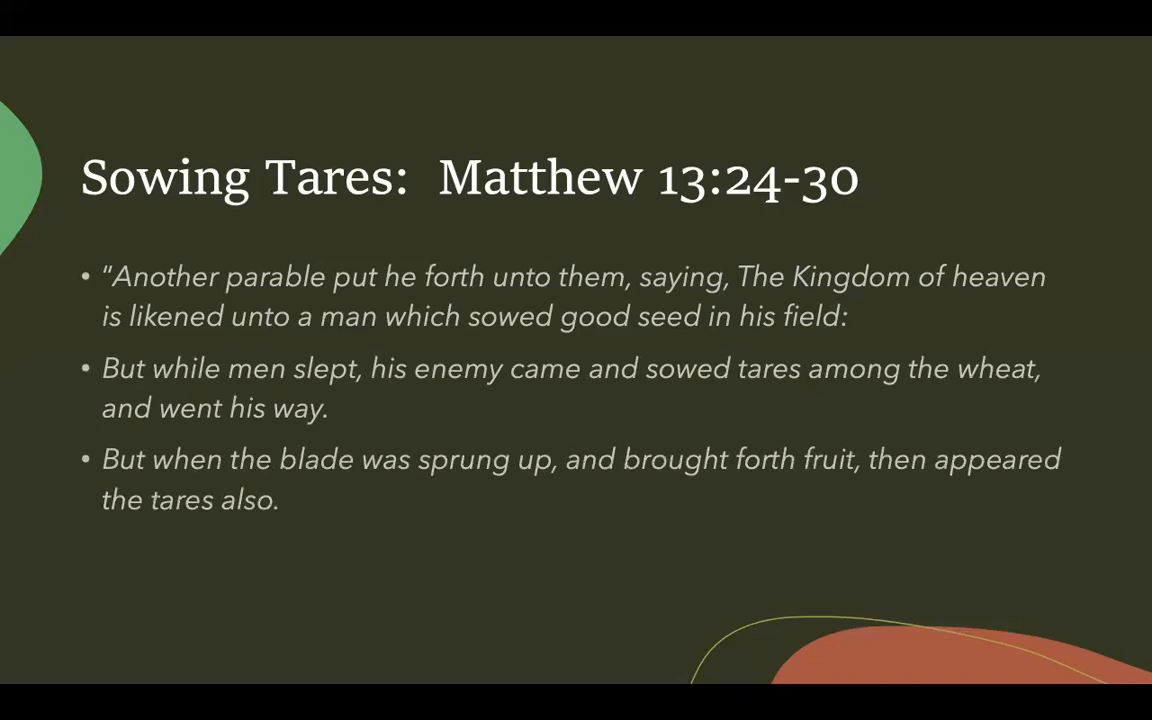 Sowing Tares:  Matthew 13:24-30
• "Another parable put he forth unto them, saying, The Kingdom of heaven
is likened unto a man which sowed good seed in his field:
• But while men slept, his enemy came and sowed tares among the wheat,
and went his way.
• But when the blade was sprung up, and brought forth fruit, then appeared
the tares also.